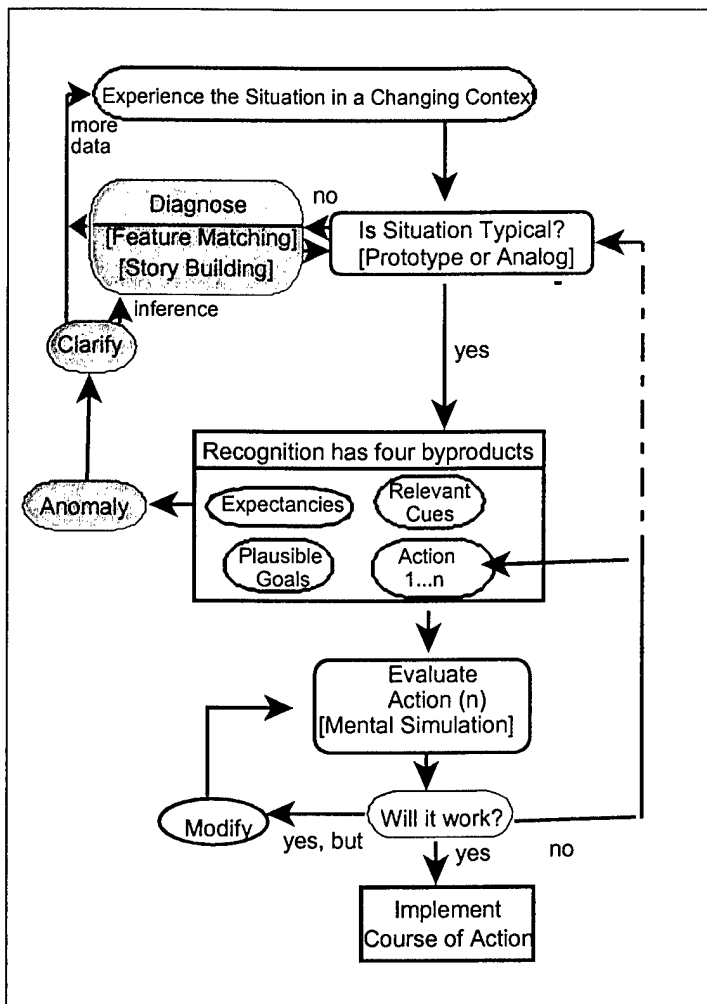 Experience the Situation in a Changing Context
more
data
no
Diagnose
[Feature Matching]
[Story Building]
Is Situation Typical?
[Prototype or Analog]
inference
Clarify
yes
Recognition has four byproducts
Anomaly
Expectancies
Relevant
Cues
Plausible
Goals
Action
1...n
Evaluate
Action (n)
[Mental Simulation]
Modify
yes, but
Will it work?
yes
no
Implement
Course of Action